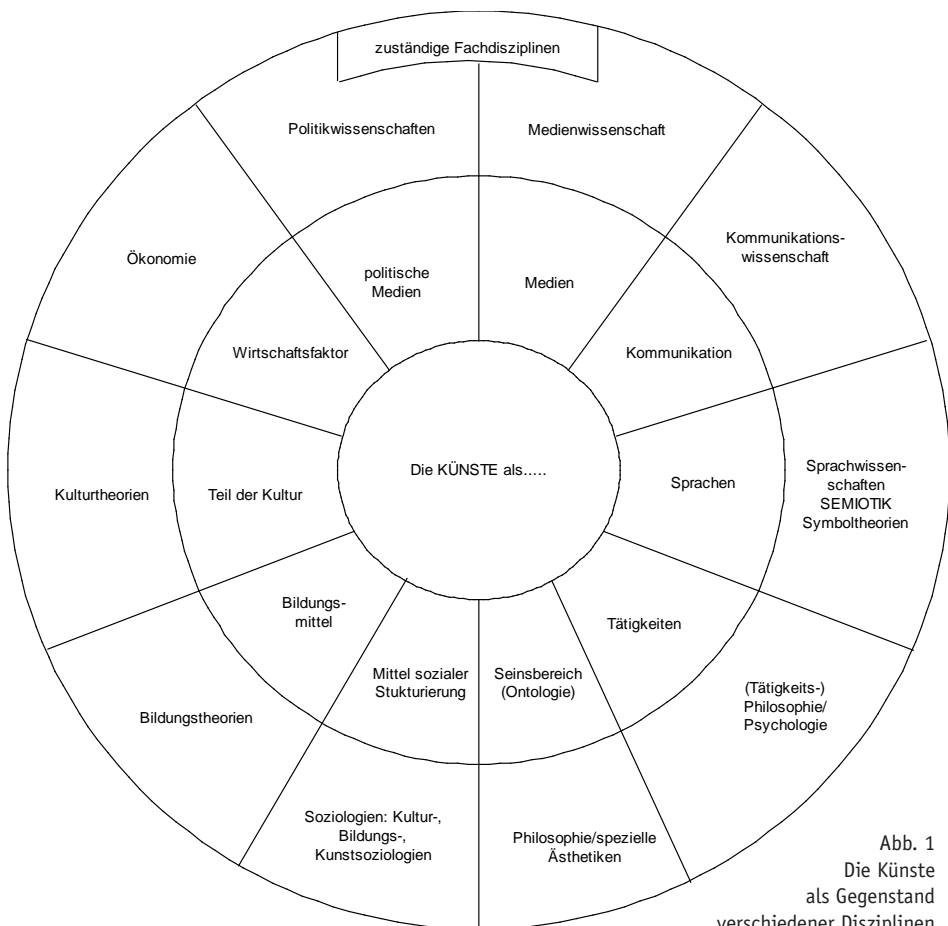 zuständige Fachdisziplinen
Politikwissenschaften
Medienwissenschaft
Ökonomie
Kommunikations-
wissenschaft
politische
Medien
Medien
Wirtschaftsfaktor
Kommunikation
Die KÜNSTE als.....
Kulturtheorien
Teil der Kultur
Sprachen
Sprachwissen-
schaften
SEMIOTIK
Symboltheorien
Bildungs-
mittel
Tätigkeiten
Mittel sozialer
Stukturierung
Seinsbereich
(Ontologie)
Bildungstheorien
(Tätigkeits-)
Philosophie/
Psychologie
Soziologien: Kultur-,
Bildungs-,
Kunstsoziologien
Philosophie/spezielle
Ästhetiken
Abb. 1
Die Künste
als Gegenstand
verschiedener Disziplinen